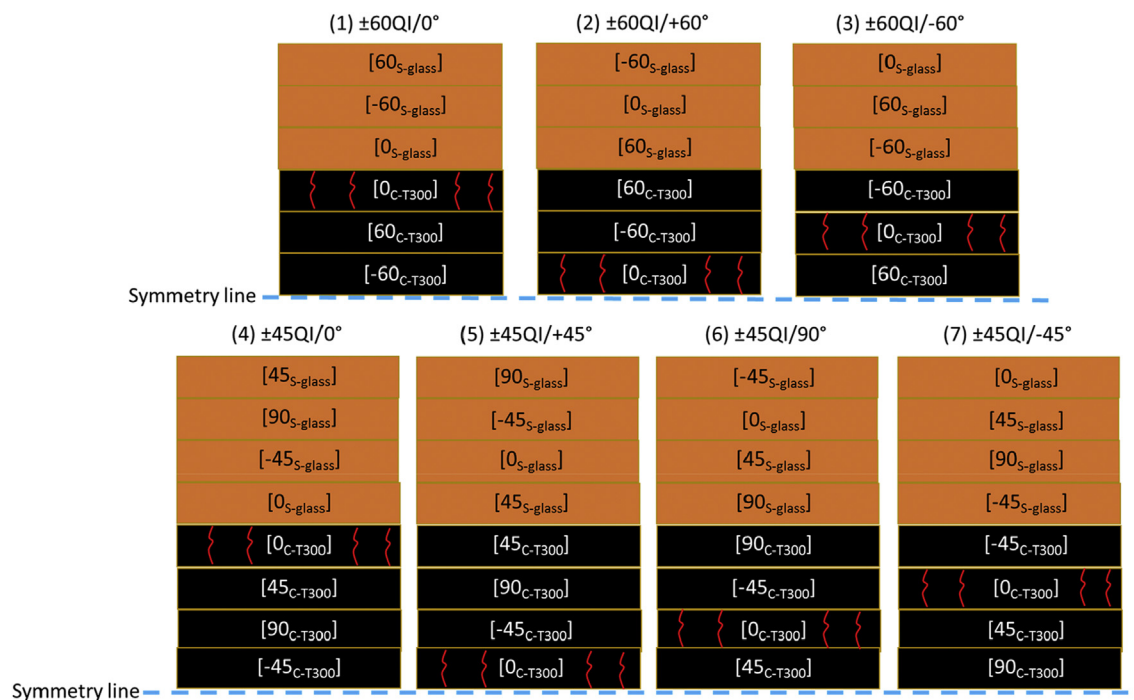 (1) ±60QI/0° (2) ±60QI/+60° (3) ±60QI/-60°
[60S-glass] [-60S-glass] [0S-glass]
[-60S-glass] [0S-glass] [60S-glass]
[0S-glass] [60S-glass] [-60S-glass]
[0C-T300] [60C-T300] [-60C-T300]
[60C-T300] [-60C-T300] [0C-T300]
[-60C-T300] [0C-T300] [60C-T300]
Symmetry line
(4) ±45QI/0° (5) ±45QI/+45° (6) ±45QI/90° (7) ±45QI/-45°
[45S-glass] [90S-glass] [-45S-glass] [0S-glass]
[90S-glass] [-45S-glass] [0S-glass] [45S-glass]
[-45S-glass] [0S-glass] [45S-glass] [90S-glass]
[0S-glass] [45S-glass] [90S-glass] [-45S-glass]
[0C-T300] [45C-T300] [90C-T300] [-45C-T300]
[45C-T300] [90C-T300] [-45C-T300] [0C-T300]
[90C-T300] [-45C-T300] [0C-T300] [45C-T300]
[-45C-T300] [0C-T300] [45C-T300] [90C-T300]
Symmetry line